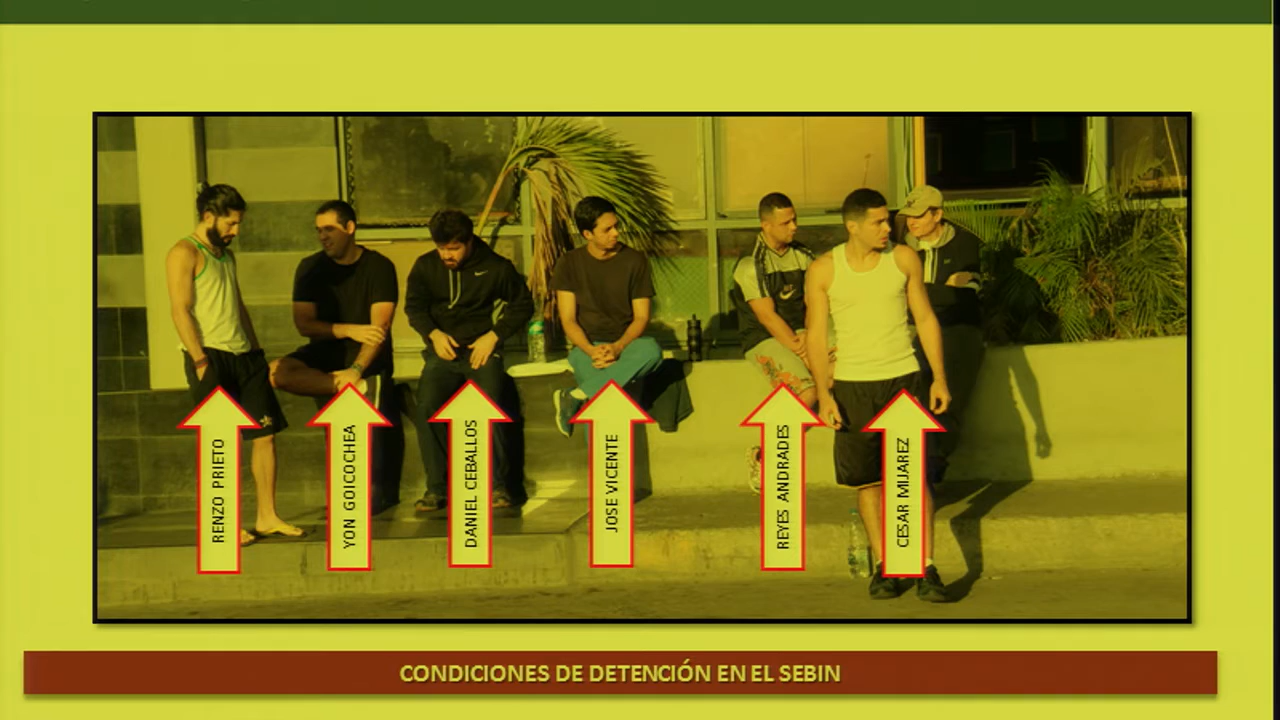 RENZO PRIETO
YON GOICOCHEA
DANIEL CEBALLOS
JOSE VICENTE
REYES ANDRADES
CESAR MIJAREZ
CONDICIONES DE DETENCIÓN EN EL SEBIN